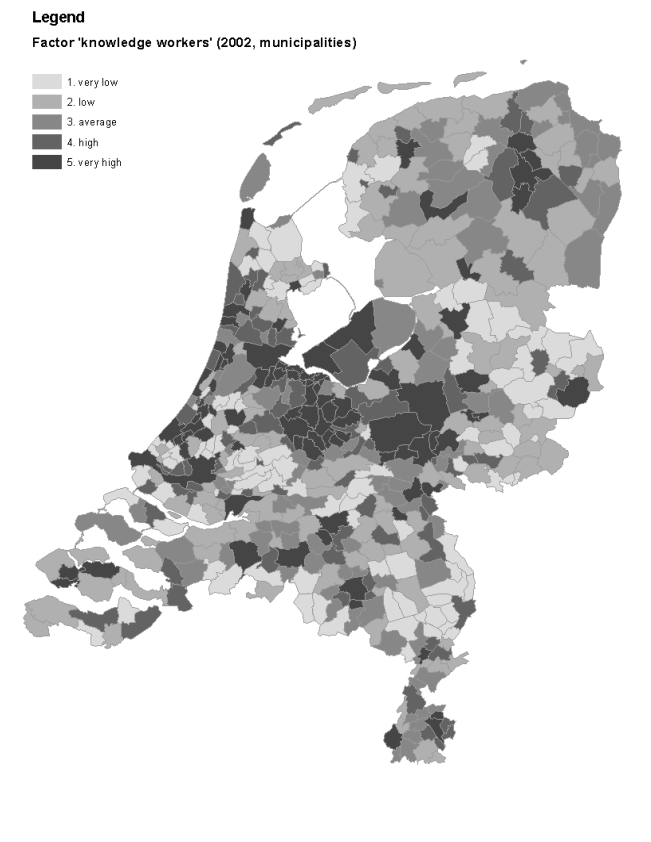 Legend
Factor 'knowledge workers' (2002, municipalities)
1. very low
2. low
3. average
4. high
5. very high